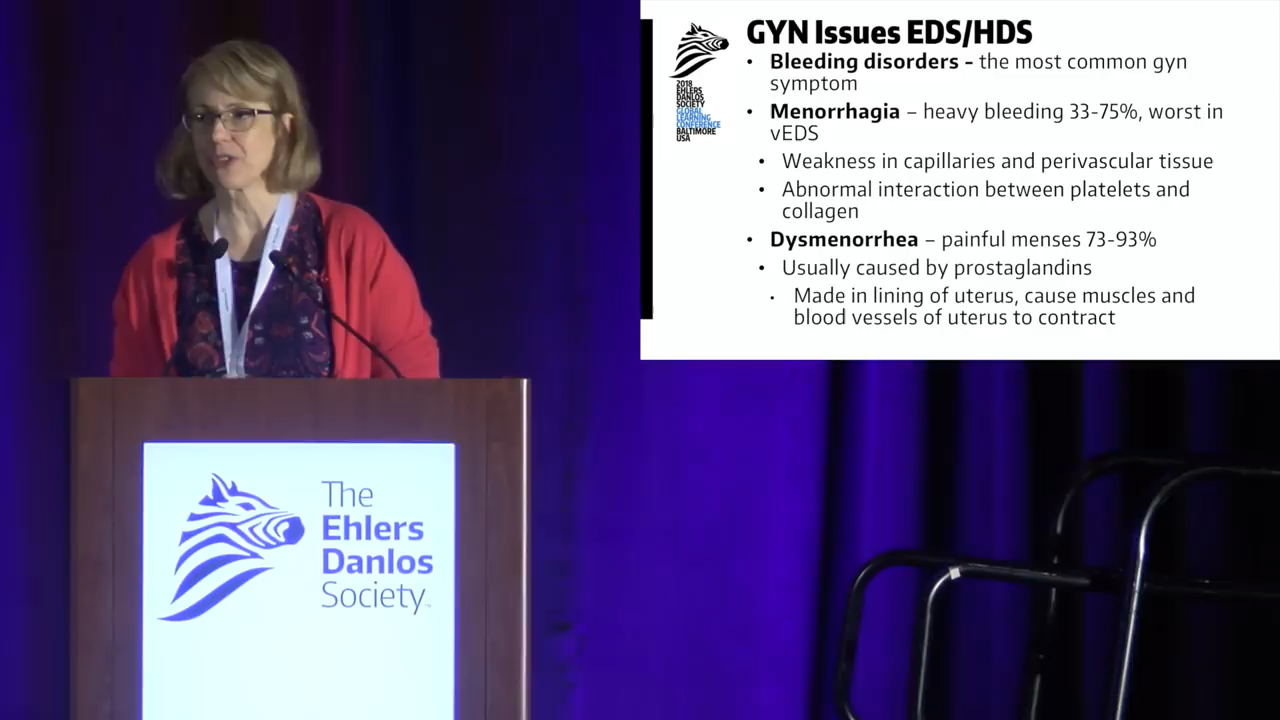 GYN Issues EDS/HDS
• Bleeding disorders - the most common gyn
symptom
• Menorrhagia – heavy bleeding 33-75%, worst in
vEDS
• Weakness in capillaries and perivascular tissue
• Abnormal interaction between platelets and
collagen
• Dysmenorrhea – painful menses 73-93%
• Usually caused by prostaglandins
• Made in lining of uterus, cause muscles and
blood vessels of uterus to contract
2018
EHLERS
DANLOS
SOCIETY
GLOBAL
LEARNING
CONFERENCE
BALTIMORE
USA
The
Ehlers
Danlos
Society